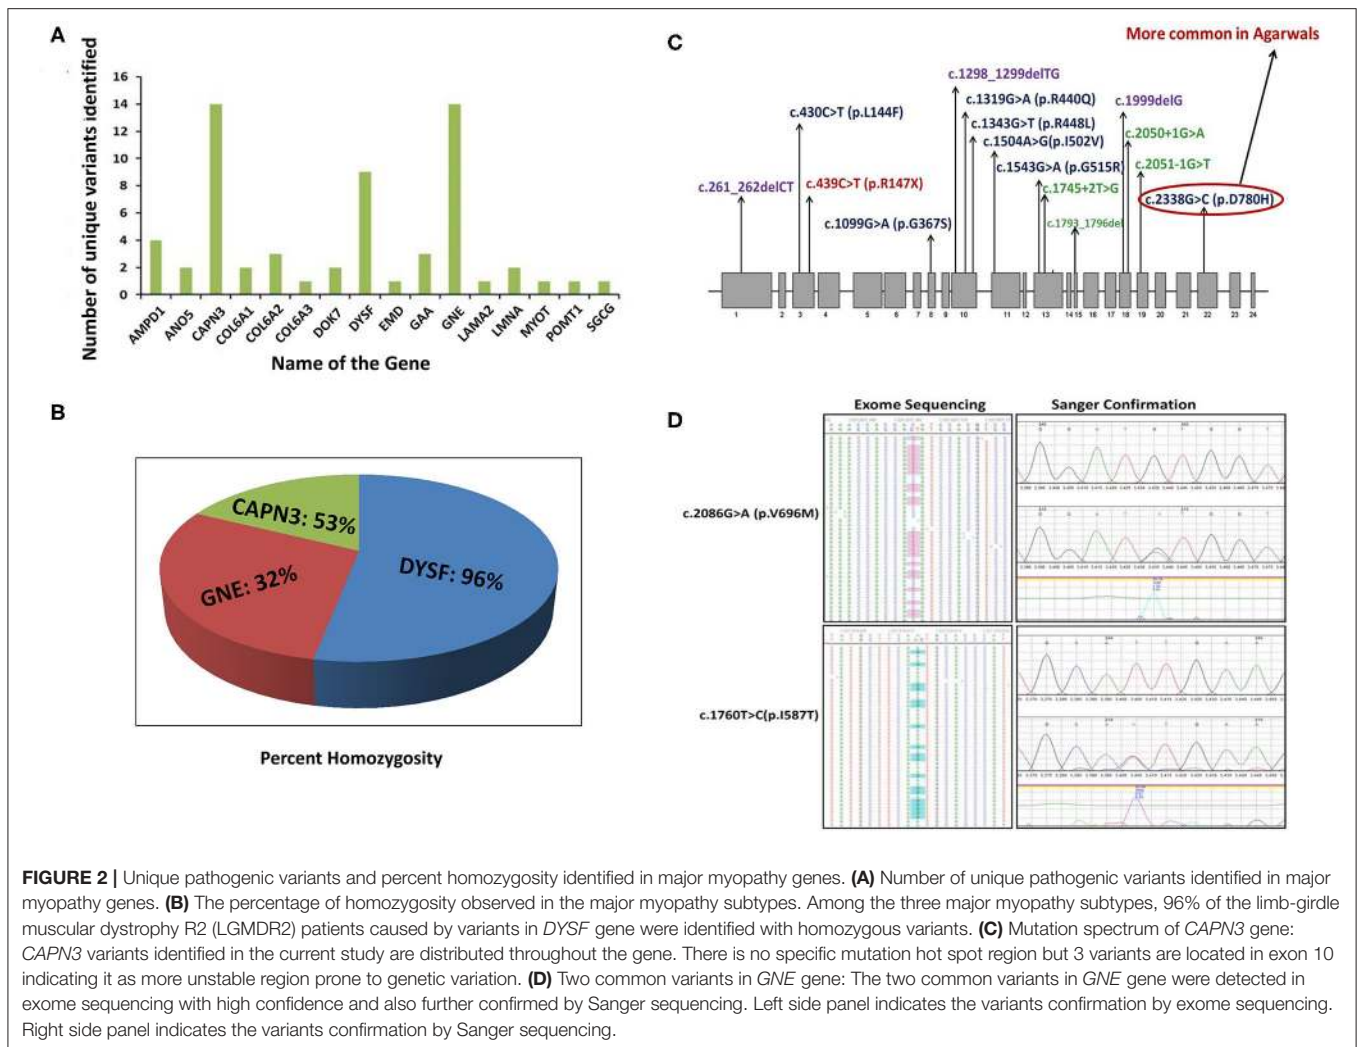 A
Number of unique variants identified
16
14
12
10
8
6
4
2
0
AMPD1
ANO5
CAPN3
COL6A1
COL6A2
COL6A3
DOK7
DYSF
EMD
GAA
GNE
LAMA2
LMNA
MYOT
POMT1
SGCG
Name of the Gene
B
CAPN3: 53%
DYSF: 96%
GNE: 32%
Percent Homozygosity
C
More common in Agarwals
c.1298_1299delTG
c.1319G>A (p.R440Q)
c.1999delG
c.430C>T (p.L144F)
c.1343G>T (p.R448L)
c.2050+1G>A
c.1504A>G(p.I502V)
c.1543G>A (p.G515R)
c.2051-1G>T
c.261_262delCT
c.439C>T (p.R147X)
c.1745+2T>G
c.2338G>C (p.D780H)
c.1099G>A (p.G367S)
c.1793_1796del
1 2 3 4 5 6 7 8 9 10 11 12 13 14 15 16 17 18 19 20 21 22 23 24
D
Exome Sequencing
Sanger Confirmation
c.2086G>A (p.V696M)
c.1760T>C(p.I587T)
FIGURE 2 | Unique pathogenic variants and percent homozygosity identified in major myopathy genes. (A) Number of unique pathogenic variants identified in major
myopathy genes. (B) The percentage of homozygosity observed in the major myopathy subtypes. Among the three major myopathy subtypes, 96% of the limb-girdle
muscular dystrophy R2 (LGMDR2) patients caused by variants in DYSF gene were identified with homozygous variants. (C) Mutation spectrum of CAPN3 gene:
CAPN3 variants identified in the current study are distributed throughout the gene. There is no specific mutation hot spot region but 3 variants are located in exon 10
indicating it as more unstable region prone to genetic variation. (D) Two common variants in GNE gene: The two common variants in GNE gene were detected in
exome sequencing with high confidence and also further confirmed by Sanger sequencing. Left side panel indicates the variants confirmation by exome sequencing.
Right side panel indicates the variants confirmation by Sanger sequencing.